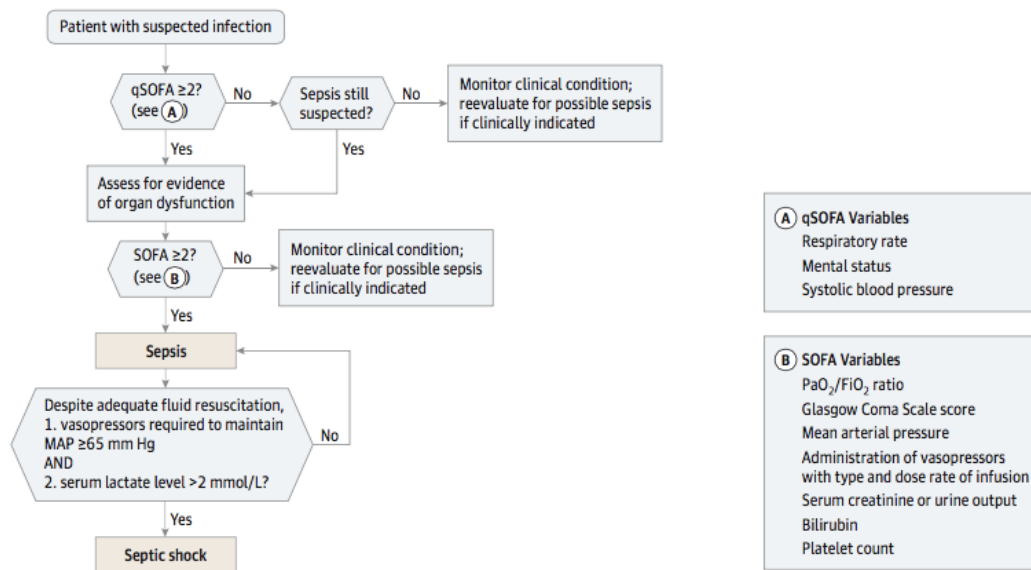 Patient with suspected infection
qSOFA ≥2?
(see A)
No
Sepsis still
suspected?
No
Monitor clinical condition;
reevaluate for possible sepsis
if clinically indicated
Yes
Yes
Assess for evidence
of organ dysfunction
SOFA ≥2?
(see B)
No
Monitor clinical condition;
reevaluate for possible sepsis
if clinically indicated
Yes
Sepsis
Despite adequate fluid resuscitation,
1. vasopressors required to maintain
MAP ≥65 mm Hg
AND
2. serum lactate level >2 mmol/L?
No
Yes
Septic shock
A qSOFA Variables
Respiratory rate
Mental status
Systolic blood pressure
B SOFA Variables
PaO₂/FiO₂ ratio
Glasgow Coma Scale score
Mean arterial pressure
Administration of vasopressors
with type and dose rate of infusion
Serum creatinine or urine output
Bilirubin
Platelet count